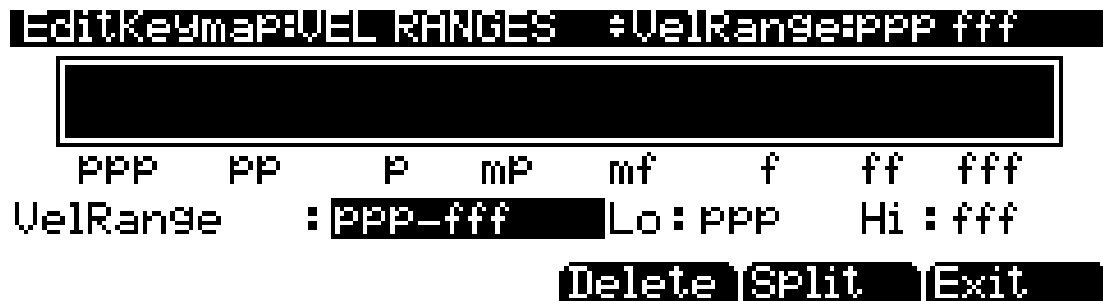 EditKeymap:VEL RANGES ♦VelRange:ppp fff
ppp pp p mp mf f ff fff
VelRange :ppp-fff Lo:ppp Hi:fff
Delete Split Exit